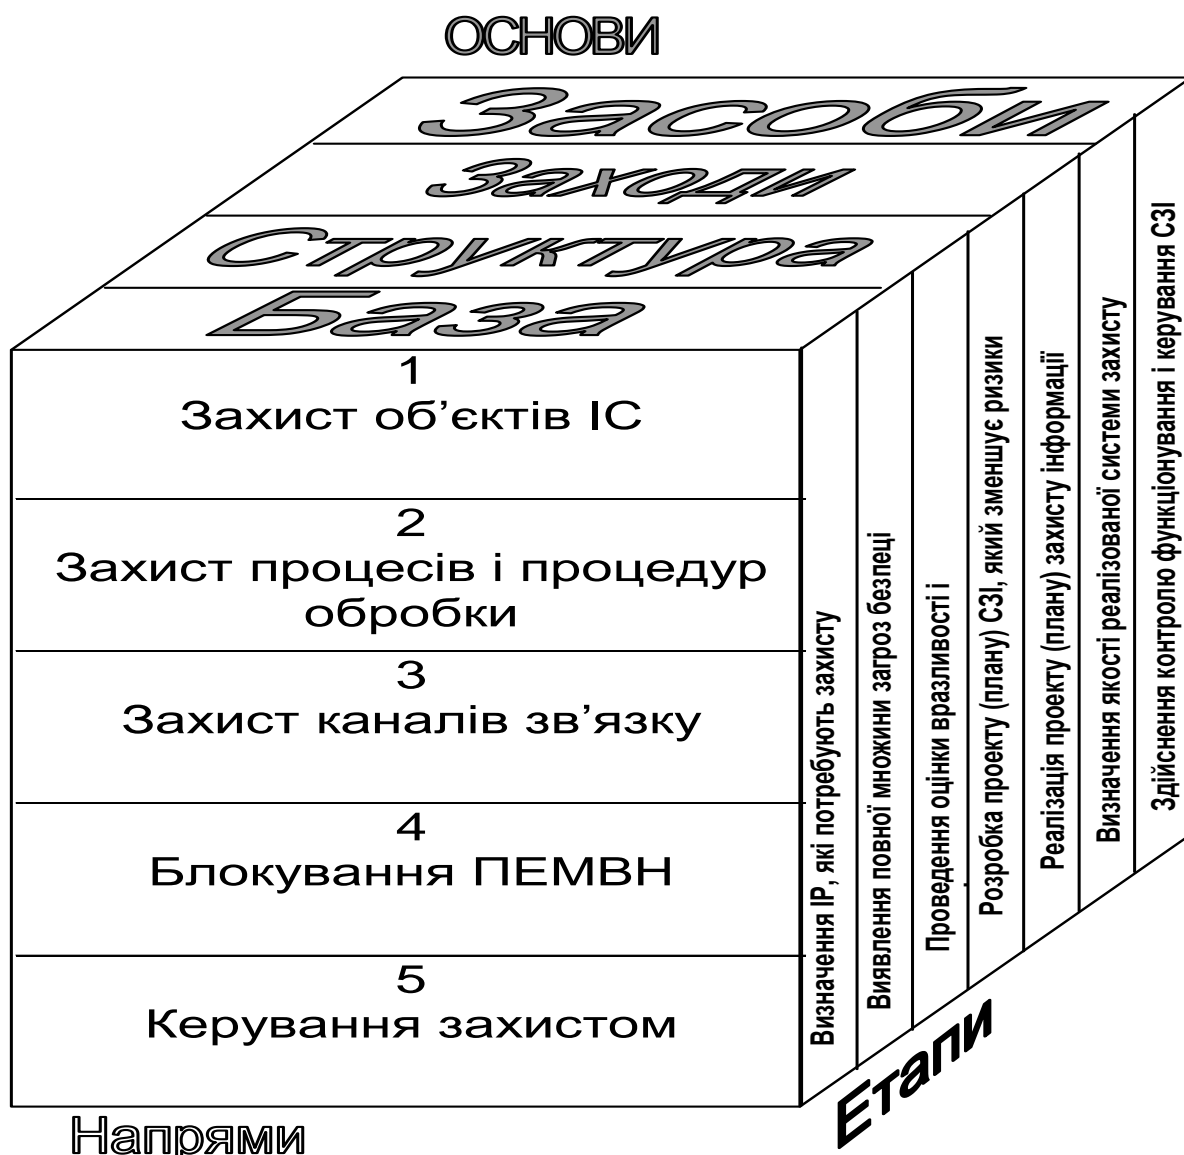 ОСНОВИ
Засоби
Заходи
Структура
База
1
Захист об’єктів ІС
2
Захист процесів і процедур
обробки
3
Захист каналів зв’язку
4
Блокування ПЕМВН
5
Керування захистом
Напрями
Визначення ІР, які потребують захисту
Виявлення повної множини загроз безпеці
Проведення оцінки вразливості і
Розробка проекту (плану) СЗІ, який зменшує ризики
Реалізація проекту (плану) захисту інформації
Визначення якості реалізованої системи захисту
Здійснення контролю функціонування і керування СЗІ
Етапи